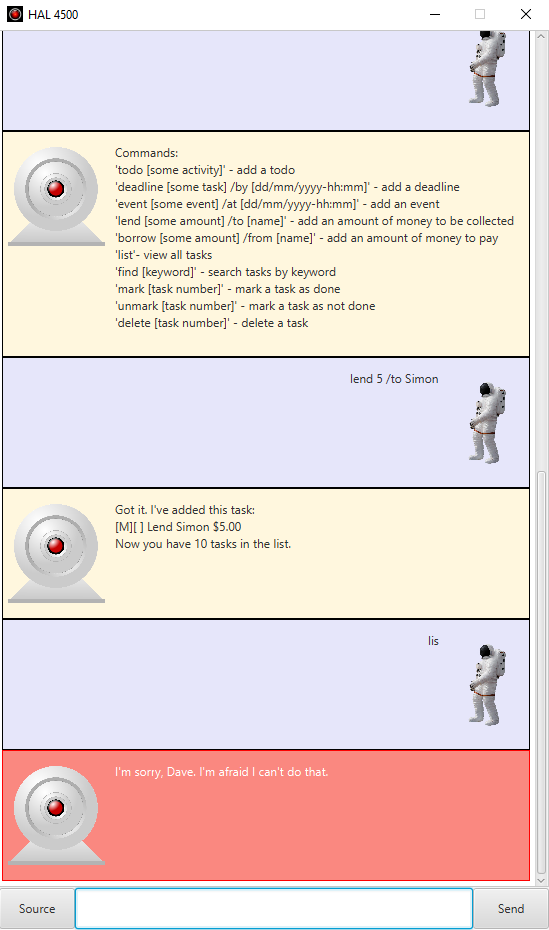 HAL 4500
Commands:
'todo [some activity]' - add a todo
'deadline [some task] /by [dd/mm/yyyy-hh:mm]' - add a deadline
'event [some event] /at [dd/mm/yyyy-hh:mm]' - add an event
'lend [some amount] /to [name]' - add an amount of money to be collected
'borrow [some amount] /from [name]' - add an amount of money to pay
'list'- view all tasks
'find [keyword]' - search tasks by keyword
'mark [task number]' - mark a task as done
'unmark [task number]' - mark a task as not done
'delete [task number]' - delete a task
lend 5 /to Simon
Got it. I've added this task:
[M][ ] Lend Simon $5.00
Now you have 10 tasks in the list.
lis
I'm sorry, Dave. I'm afraid I can't do that.
Source
Send